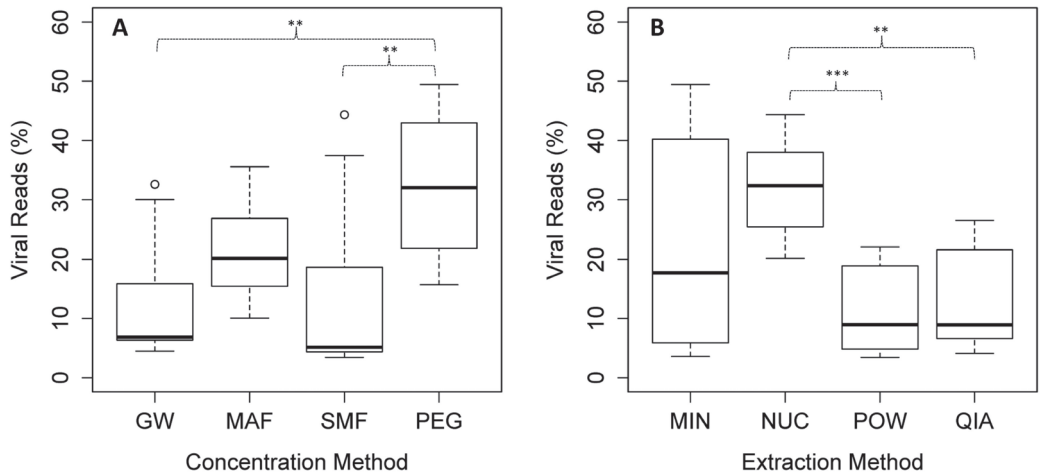 A
**
**
Viral Reads (%)
60
50
40
30
20
10
0
GW MAF SMF PEG
Concentration Method
B
**
***
Viral Reads (%)
60
50
40
30
20
10
0
MIN NUC POW QIA
Extraction Method